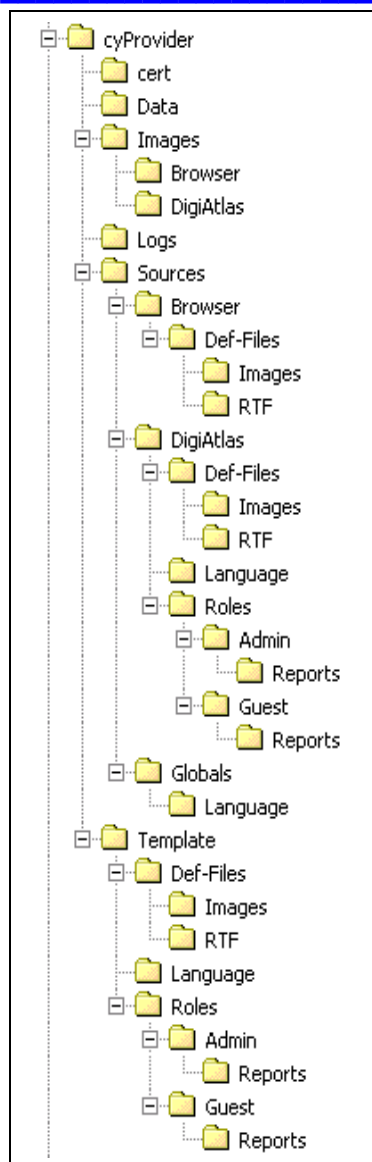 cyProvider
cert
Data
Images
Browser
DigiAtlas
Logs
Sources
Browser
Def-Files
Images
RTF
DigiAtlas
Def-Files
Images
RTF
Language
Roles
Admin
Reports
Guest
Reports
Globals
Language
Template
Def-Files
Images
RTF
Language
Roles
Admin
Reports
Guest
Reports